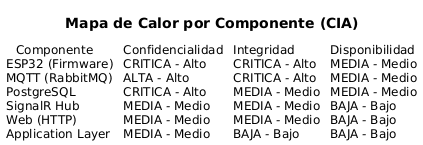 Mapa de Calor por Componente (CIA)
Componente Confidencialidad Integridad Disponibilidad
ESP32 (Firmware) CRITICA - Alto CRITICA - Alto MEDIA - Medio
MQTT (RabbitMQ) ALTA - Alto CRITICA - Alto MEDIA - Medio
PostgreSQL CRITICA - Alto MEDIA - Medio MEDIA - Medio
SignalR Hub MEDIA - Medio MEDIA - Medio BAJA - Bajo
Web (HTTP) MEDIA - Medio MEDIA - Medio BAJA - Bajo
Application Layer MEDIA - Medio BAJA - Bajo BAJA - Bajo